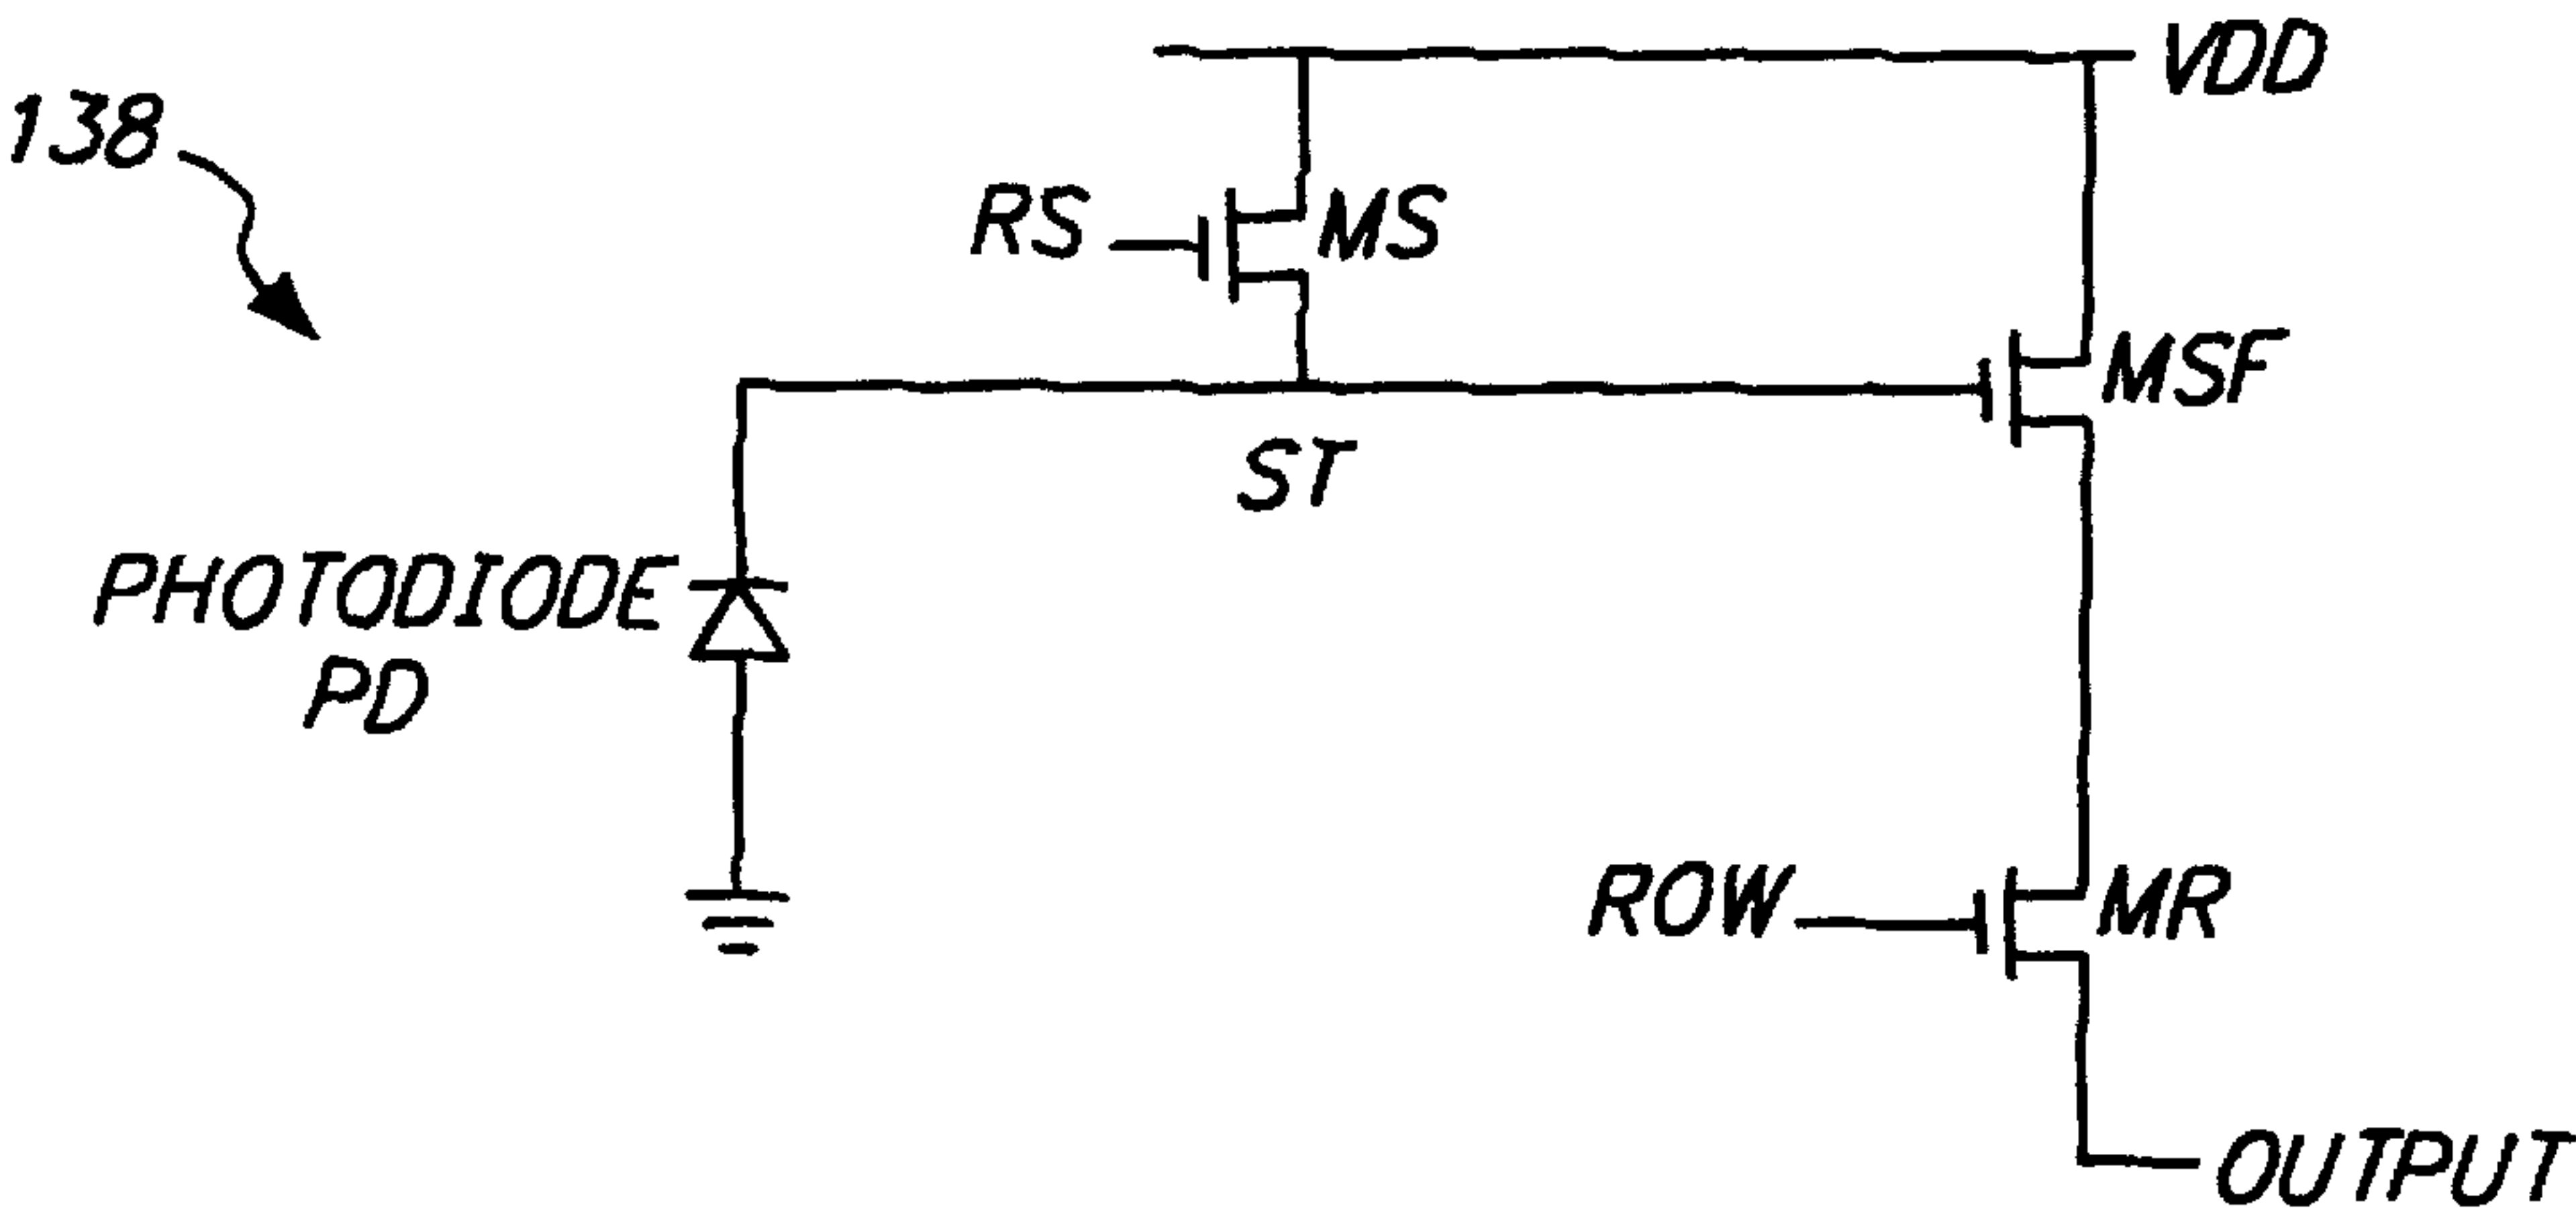 VDD
138
RS
MS
MSF
ST
PHOTODIODE
PD
ROW
MR
OUTPUT